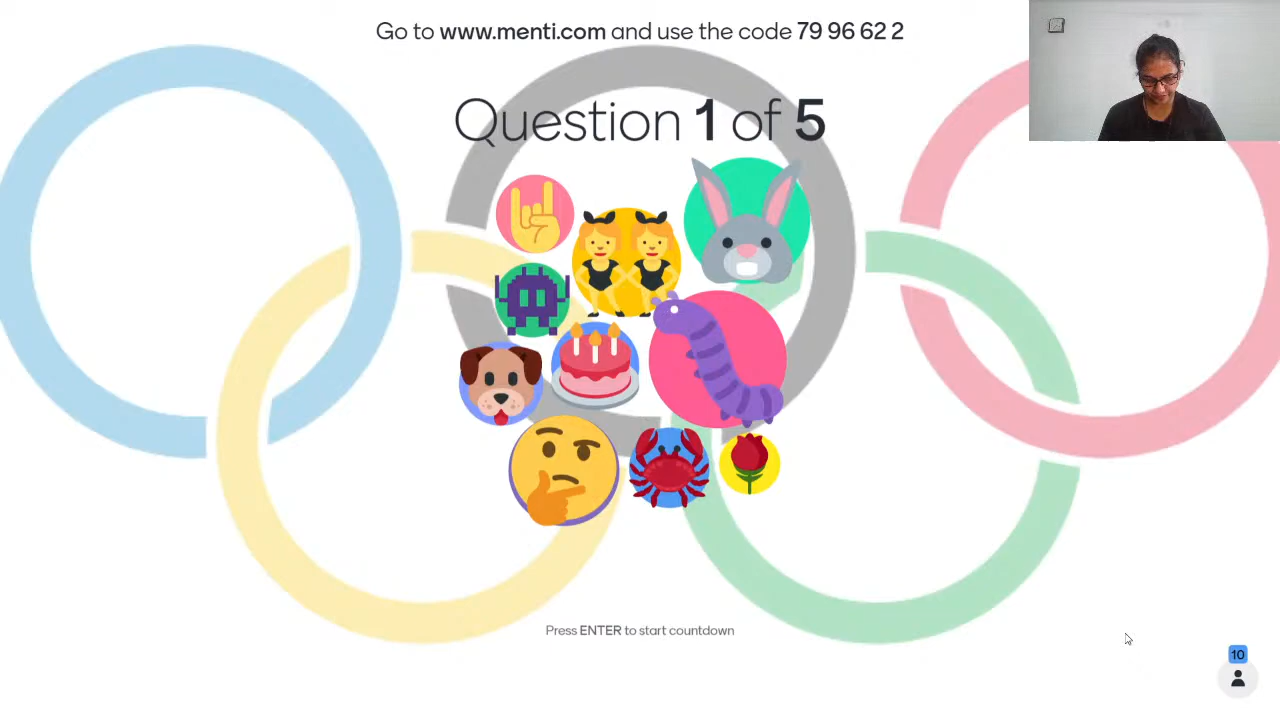 Go to www.menti.com and use the code 79 96 62 2
Question 1 of 5
Press ENTER to start countdown
10